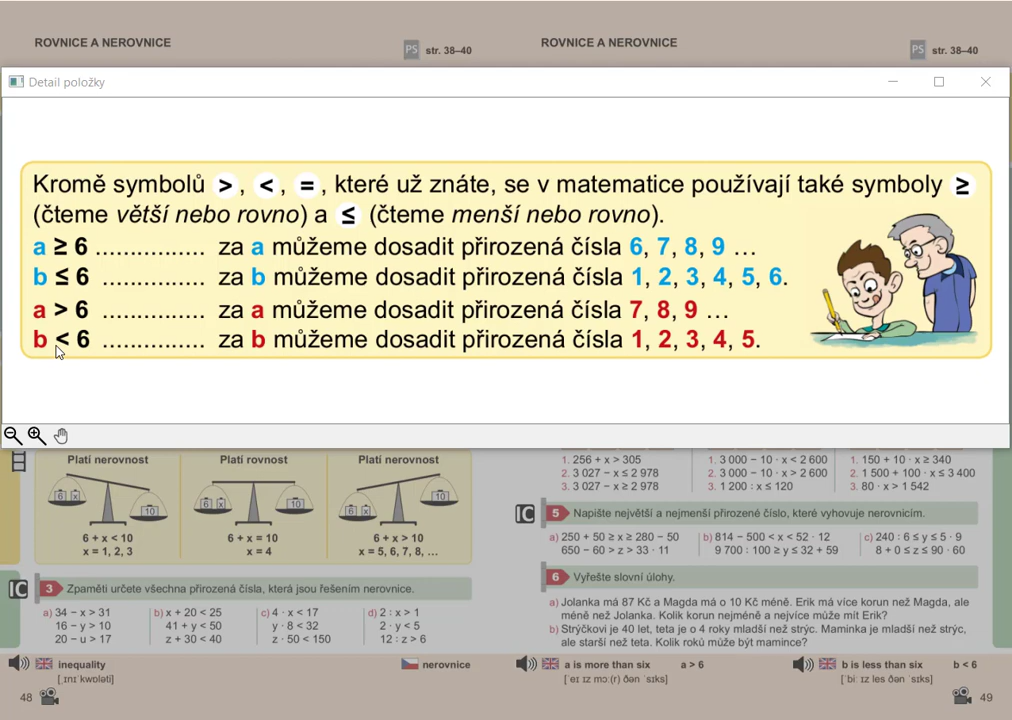 ROVNICE A NEROVNICE
PS str. 38–40
ROVNICE A NEROVNICE
PS str. 38–40
Detail položky
Kromě symbolů >, <, =, které už znáte, se v matematice používají také symboly ≥
(čteme větší nebo rovno) a ≤ (čteme menší nebo rovno).
a ≥ 6 ................ za a můžeme dosadit přirozená čísla 6, 7, 8, 9 ...
b ≤ 6 ............... za b můžeme dosadit přirozená čísla 1, 2, 3, 4, 5, 6.
a > 6 ............... za a můžeme dosadit přirozená čísla 7, 8, 9 ...
b < 6 ............... za b můžeme dosadit přirozená čísla 1, 2, 3, 4, 5.
Platí nerovnost
6 x
10
6 + x < 10
x = 1, 2, 3
Platí rovnost
6 x
10
6 + x = 10
x = 4
Platí nerovnost
6 x
10
6 + x > 10
x = 5, 6, 7, 8, ...
3 Zpaměti určete všechna přirozená čísla, která jsou řešením nerovnice.
a) 34 – x > 31
16 – y > 10
20 – u > 17
b) x + 20 < 25
41 + y < 50
z + 30 < 40
c) 4 · x < 17
y · 8 < 32
z · 50 < 150
d) 2 : x > 1
2 · y < 5
12 : z > 6
inequality
nerovnice
48
1. 256 + x > 305
2. 3 027 – x ≤ 2 978
3. 3 027 – x ≥ 2 978
1. 3 000 – 10 · x < 2 600
2. 3 000 – 10 · x > 2 600
3. 1 200 : x ≤ 120
1. 150 + 10 · x ≥ 340
2. 1 500 + 100 · x ≤ 3 400
3. 80 · x > 1 542
5 Napište největší a nejmenší přirozené číslo, které vyhovuje nerovnicím.
a) 250 + 50 ≥ x ≥ 280 – 50
650 – 60 > z > 33 · 11
b) 814 – 500 < x < 52 · 12
9 700 : 100 ≥ y ≤ 32 + 59
c) 240 : 6 ≤ y ≤ 5 · 9
8 + 0 ≤ z ≤ 90 · 60
6 Vyřešte slovní úlohy.
a) Jolanka má 87 Kč a Magda má o 10 Kč méně. Erik má více korun než Magda, ale
méně než Jolanka. Kolik korun nejméně a nejvíce může mít Erik?
b) Strýčkovi je 40 let, teta je o 4 roky mladší než strýc. Maminka je mladší než strýc,
ale starší než teta. Kolik roků může být mamince?
a is more than six a > 6
b is less than six b < 6
49